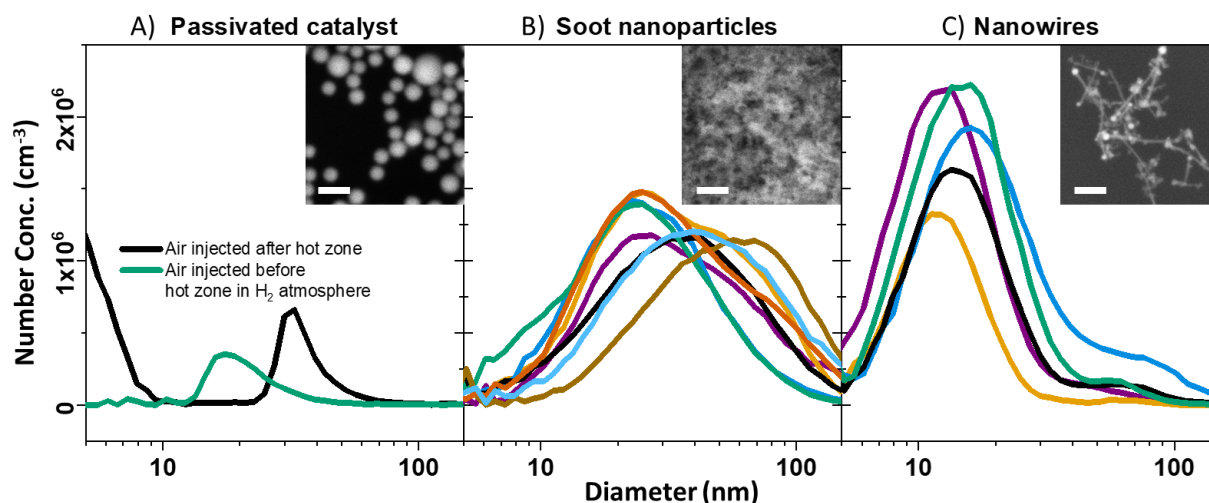 A) Passivated catalyst
B) Soot nanoparticles
C) Nanowires
Number Conc. (cm⁻³)
2x10⁶
1x10⁶
0
Air injected after hot zone
Air injected before
hot zone in H₂ atmosphere
10
100
10
100
10
100
Diameter (nm)